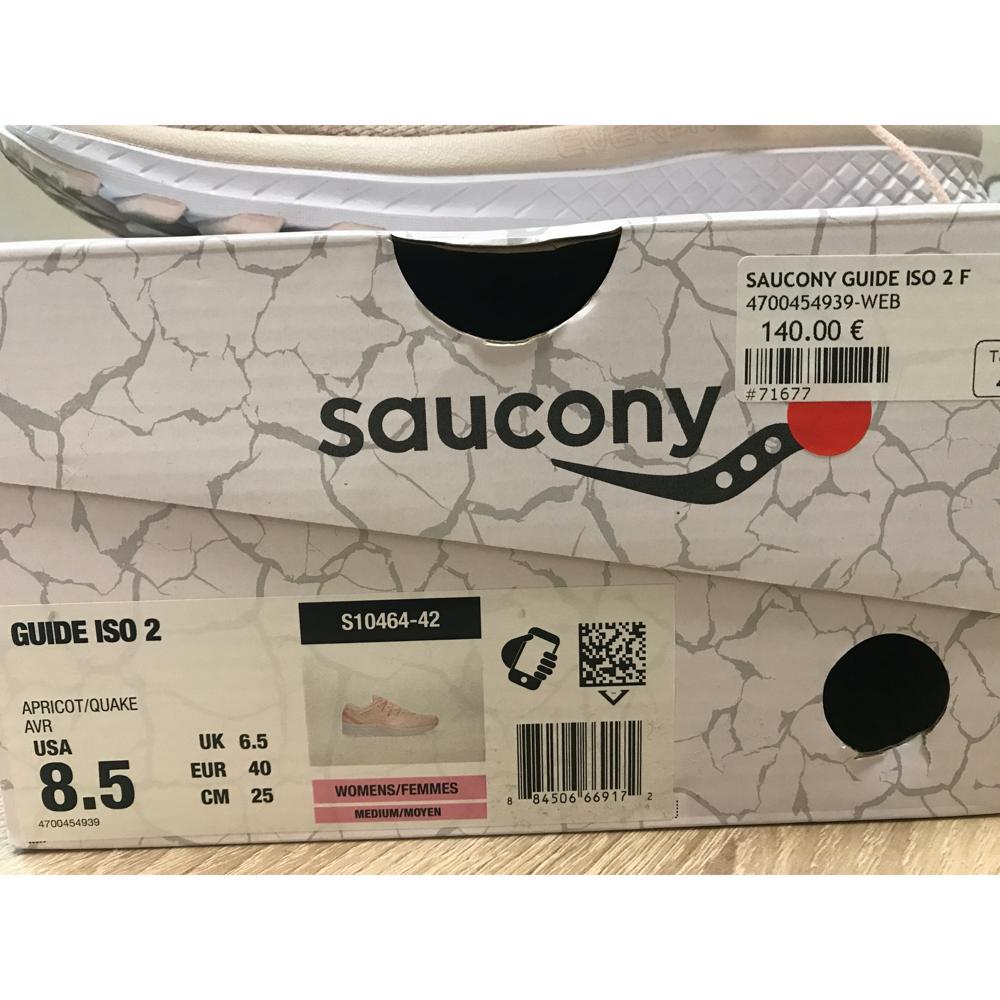 SAUCONY GUIDE ISO 2 F
4700454939-WEB
140.00 €
#71677
saucony
GUIDE ISO 2
S10464-42
APRICOT/QUAKE
AVR
USA
8.5
UK 6.5
EUR 40
CM 25
4700454939
WOMENS/FEMMES
MEDIUM/MOYEN
8 84506 66917 2